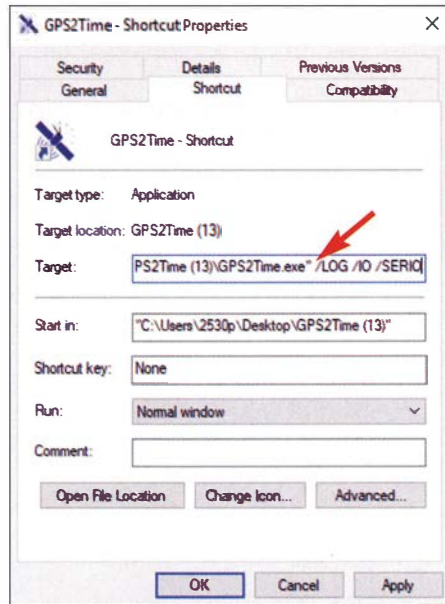 GPS2Time - Shortcut Properties
Security Details Previous Versions
General Shortcut Compatibility
GPS2Time - Shortcut
Target type: Application
Target location: GPS2Time (13)
Target: PS2Time (13)\GPS2Time.exe" /LOG /IO /SERIO
Start in: "C:\Users\2530p\Desktop\GPS2Time (13)"
Shortcut key: None
Run: Normal window
Comment:
Open File Location Change Icon... Advanced...
OK Cancel Apply